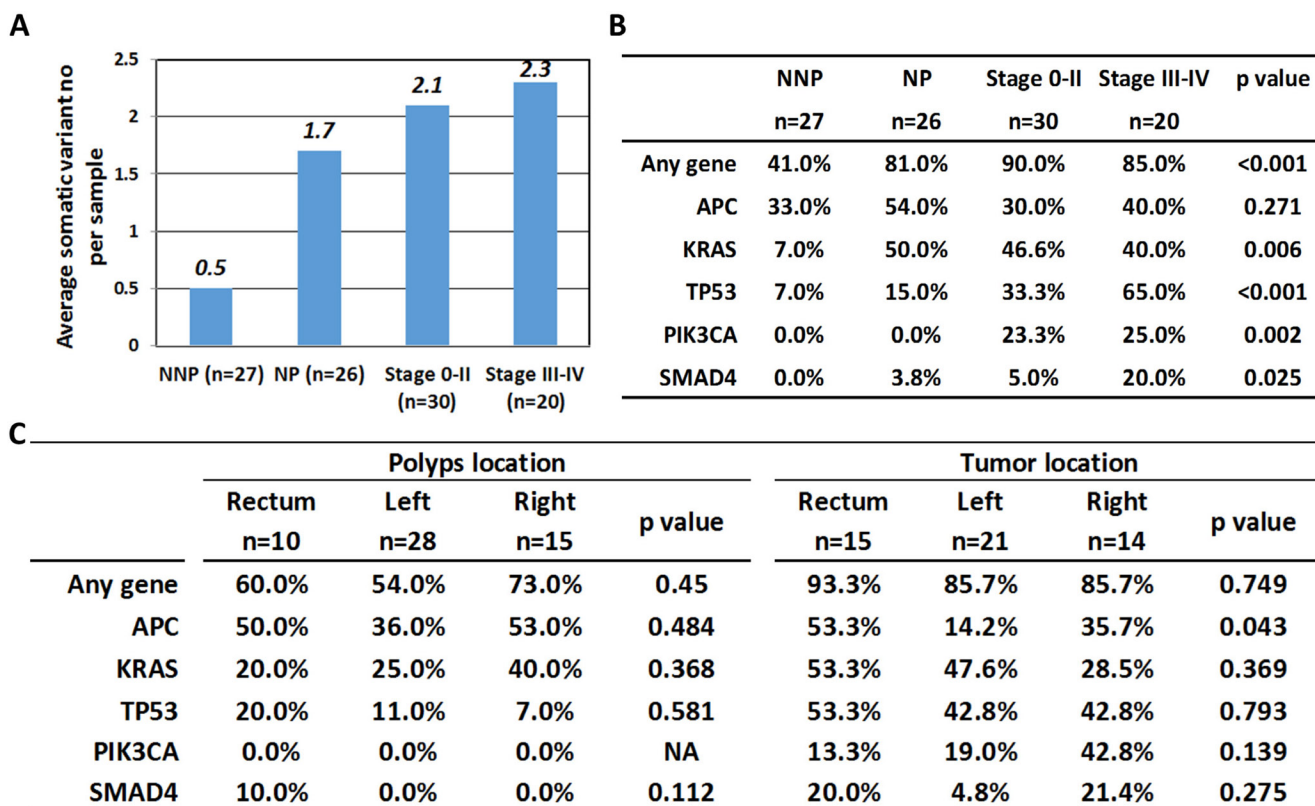 A
Average somatic variant no
per sample
2.5
2
1.5
1
0.5
0
0.5
1.7
2.1
2.3
NNP (n=27) NP (n=26) Stage 0-II Stage III-IV
(n=30) (n=20)
B
NNP NP Stage 0-II Stage III-IV p value
n=27 n=26 n=30 n=20
Any gene 41.0% 81.0% 90.0% 85.0% <0.001
APC 33.0% 54.0% 30.0% 40.0% 0.271
KRAS 7.0% 50.0% 46.6% 40.0% 0.006
TP53 7.0% 15.0% 33.3% 65.0% <0.001
PIK3CA 0.0% 0.0% 23.3% 25.0% 0.002
SMAD4 0.0% 3.8% 5.0% 20.0% 0.025
C
Polyps location Tumor location
Rectum Left Right p value Rectum Left Right p value
n=10 n=28 n=15 n=15 n=21 n=14
Any gene 60.0% 54.0% 73.0% 0.45 93.3% 85.7% 85.7% 0.749
APC 50.0% 36.0% 53.0% 0.484 53.3% 14.2% 35.7% 0.043
KRAS 20.0% 25.0% 40.0% 0.368 53.3% 47.6% 28.5% 0.369
TP53 20.0% 11.0% 7.0% 0.581 53.3% 42.8% 42.8% 0.793
PIK3CA 0.0% 0.0% 0.0% NA 13.3% 19.0% 42.8% 0.139
SMAD4 10.0% 0.0% 0.0% 0.112 20.0% 4.8% 21.4% 0.275